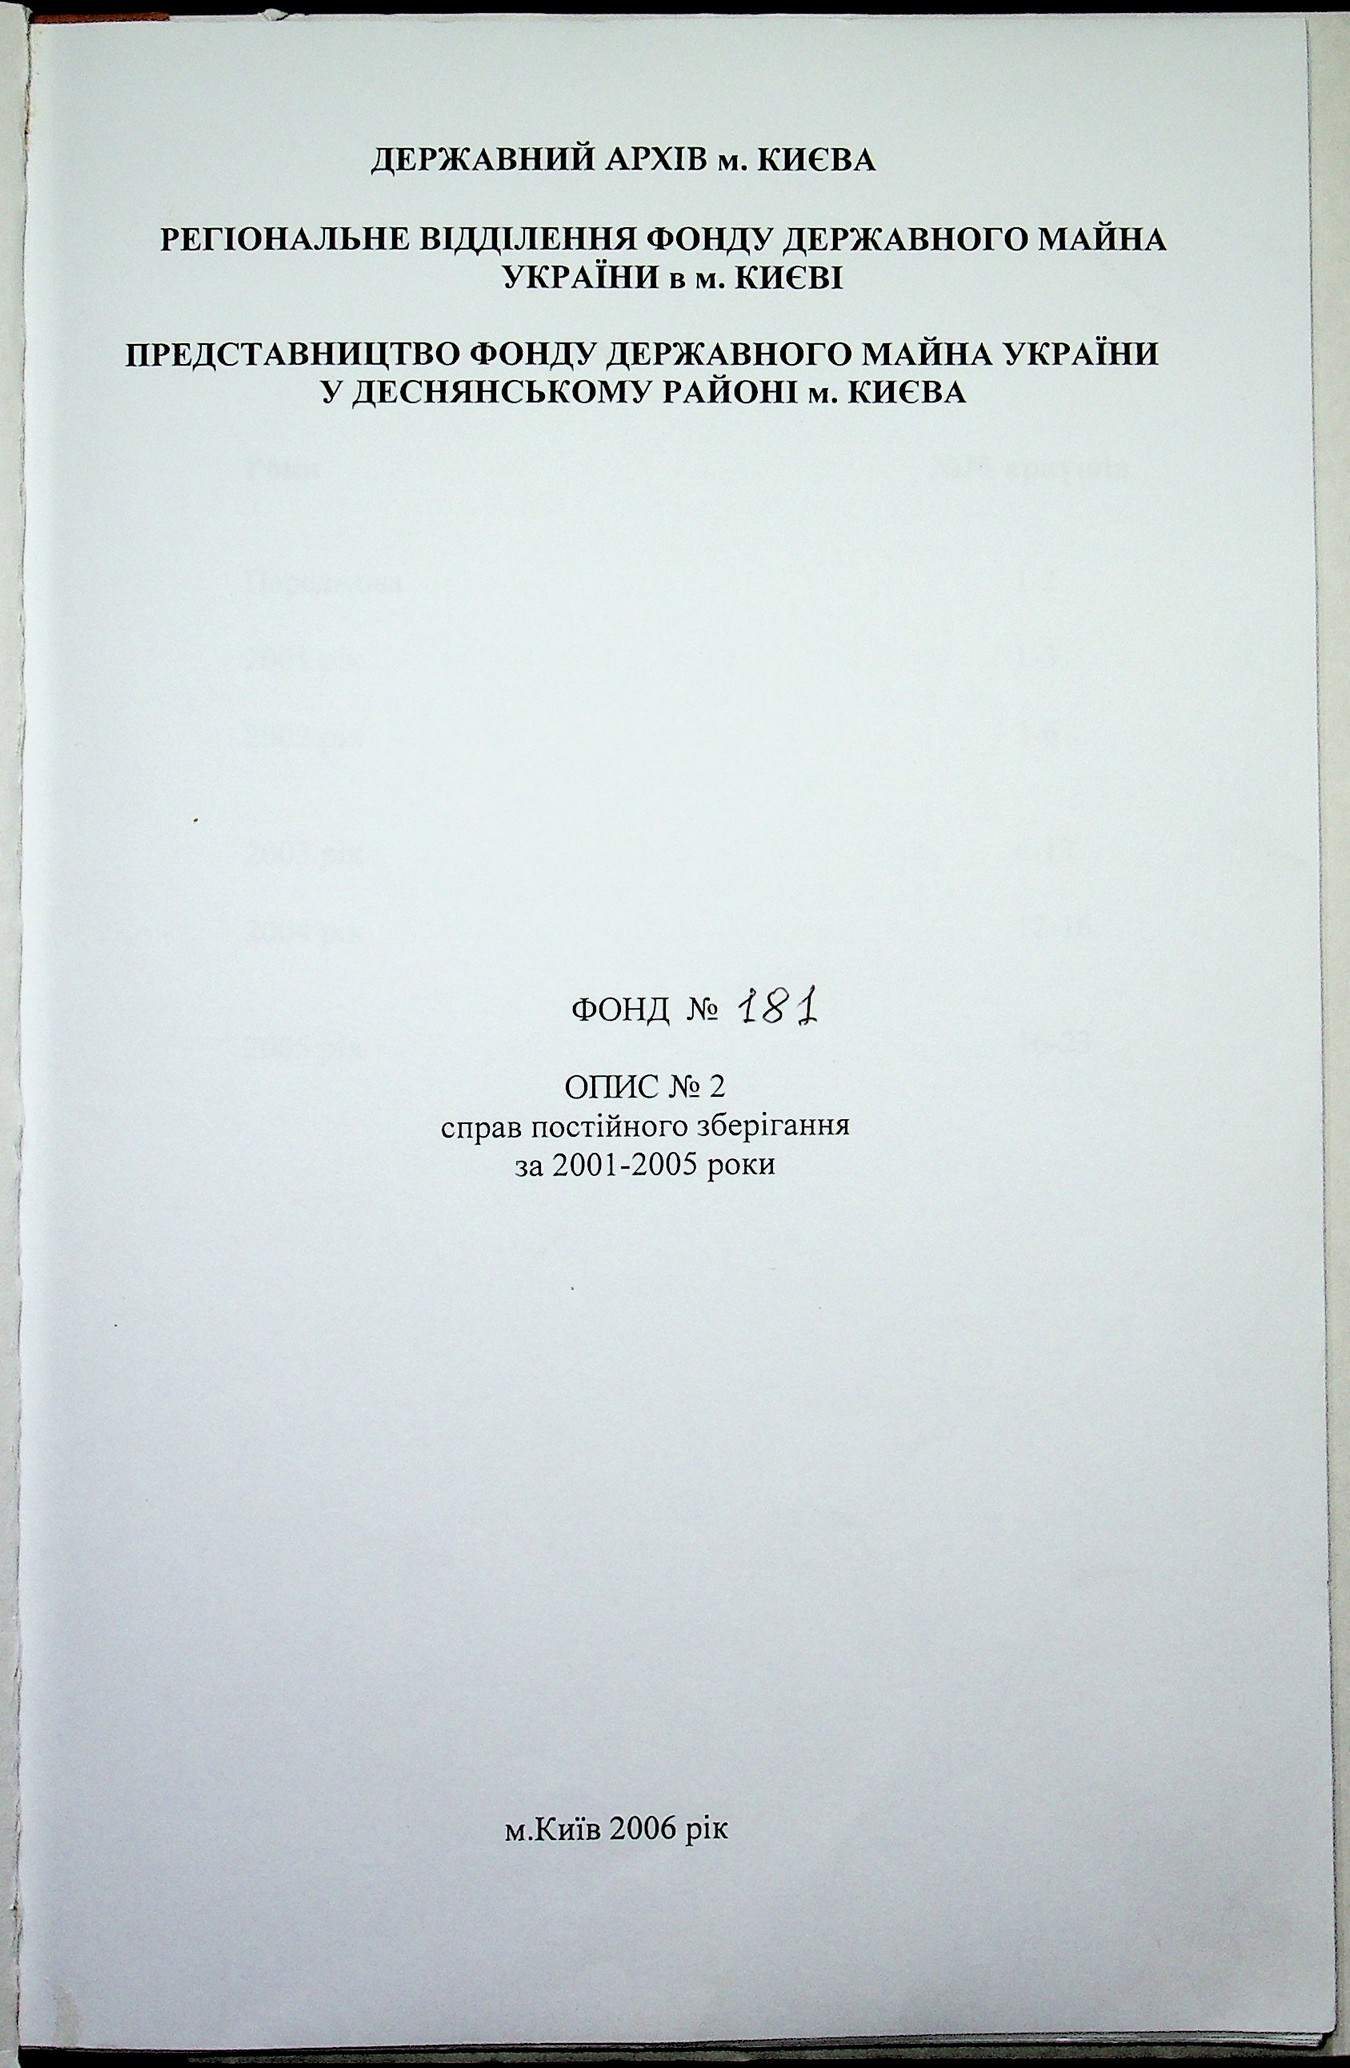 ДЕРЖАВНИЙ АРХІВ м. КИЄВА
РЕГІОНАЛЬНЕ ВІДДІЛЕННЯ ФОНДУ ДЕРЖАВНОГО МАЙНА
УКРАЇНИ в м. КИЄВІ
ПРЕДСТАВНИЦТВО ФОНДУ ДЕРЖАВНОГО МАЙНА УКРАЇНИ
У ДЕСНЯНСЬКОМУ РАЙОНІ м. КИЄВА
ФОНД № 181
ОПИС № 2
справ постійного зберігання
за 2001-2005 роки
м.Київ 2006 рік